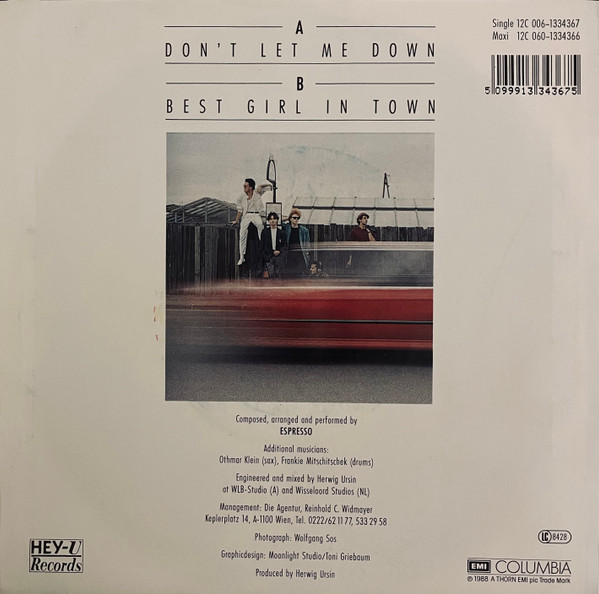 A
DON'T LET ME DOWN
B
BEST GIRL IN TOWN
Single 12C 006-1334367
Maxi 12C 060-1334366
5 099913 343675
Composed, arranged and performed by
ESPRESSO
Additional musicians:
Othmar Klein (sax), Frankie Mitschitschek (drums)
Engineered and mixed by Herwig Ursin
at WLB-Studio (A) and Wisseloord Studios (NL)
Management: Die Agentur, Reinhold C. Widmayer
Keplerplatz 14, A-1100 Wien, Tel. 0222/62 11 77, 533 29 58
Photograph: Wolfgang Sos
Graphicdesign: Moonlight Studio/Toni Griebaum
Produced by Herwig Ursin
HEY-U
Records
LC 8428
EMI COLUMBIA
℗ 1988 A THORN EMI plc Trade Mark